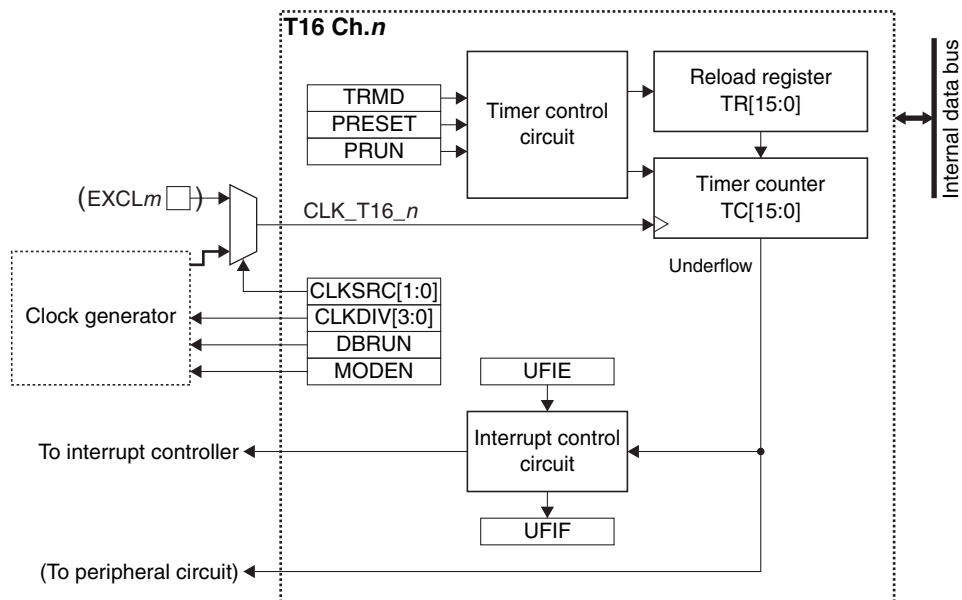 T16 Ch.n
TRMD
PRESET
PRUN
Timer control
circuit
Reload register
TR[15:0]
Timer counter
TC[15:0]
Internal data bus
(EXCLm )
CLK_T16_n
Underflow
Clock generator
CLKSRC[1:0]
CLKDIV[3:0]
DBRUN
MODEN
UFIE
Interrupt control
circuit
UFIF
To interrupt controller
(To peripheral circuit)